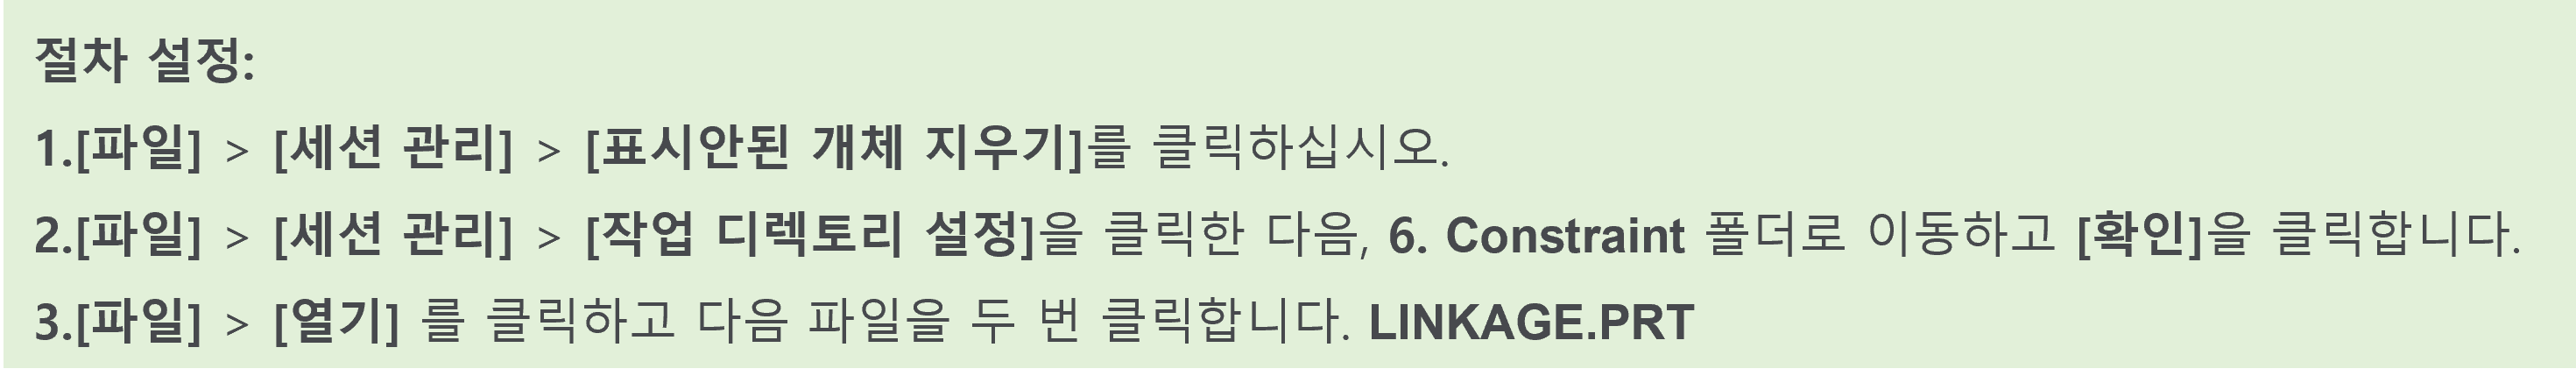 절차 설정:
1.[파일] > [세션 관리] > [표시안된 개체 지우기]를 클릭하십시오.
2.[파일] > [세션 관리] > [작업 디렉토리 설정]을 클릭한 다음, 6. Constraint 폴더로 이동하고 [확인]을 클릭합니다.
3.[파일] > [열기] 를 클릭하고 다음 파일을 두 번 클릭합니다. LINKAGE.PRT